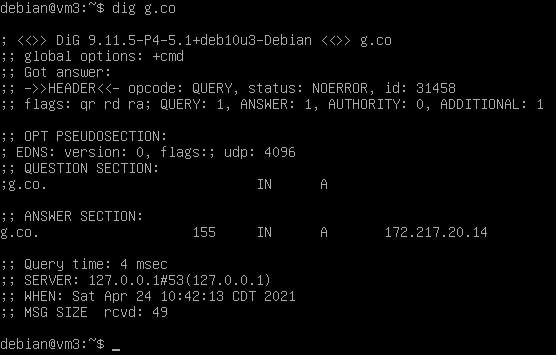 debian@vm3:~$ dig g.co
; <<>> DiG 9.11.5-P4-5.1+deb10u3-Debian <<>> g.co
;; global options: +cmd
;; Got answer:
;; ->>HEADER<<- opcode: QUERY, status: NOERROR, id: 31458
;; flags: qr rd ra; QUERY: 1, ANSWER: 1, AUTHORITY: 0, ADDITIONAL: 1
;; OPT PSEUDOSECTION:
; EDNS: version: 0, flags:; udp: 4096
;; QUESTION SECTION:
;g.co. IN A
;; ANSWER SECTION:
g.co. 155 IN A 172.217.20.14
;; Query time: 4 msec
;; SERVER: 127.0.0.1#53(127.0.0.1)
;; WHEN: Sat Apr 24 10:42:13 CDT 2021
;; MSG SIZE rcvd: 49
debian@vm3:~$ _